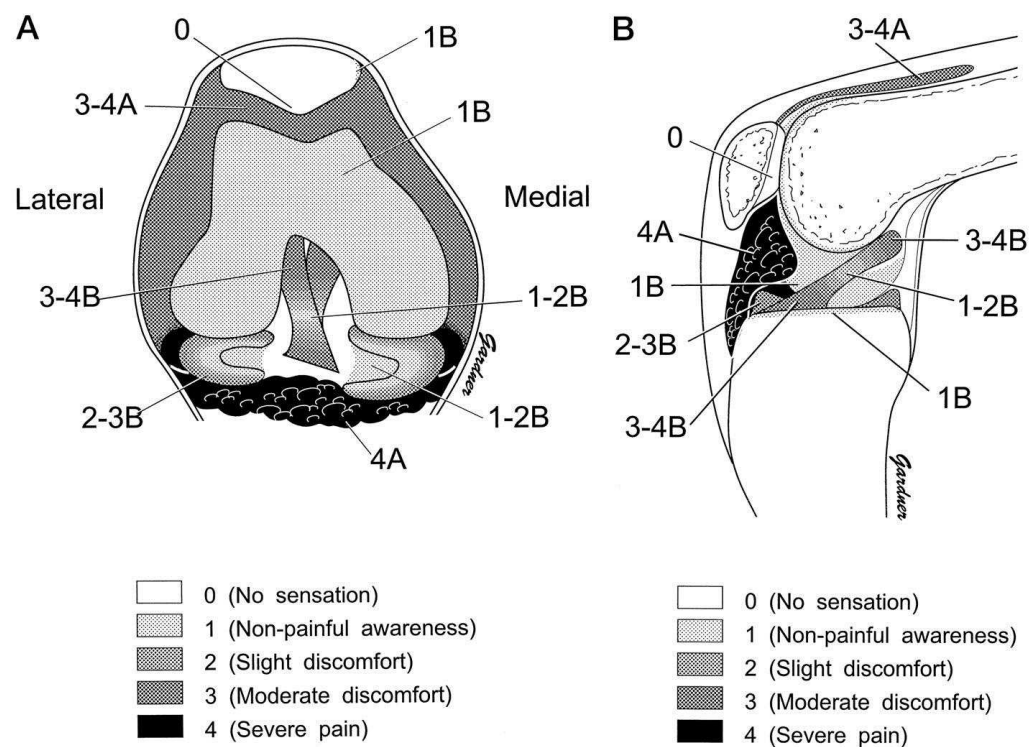 A
0
1B
3-4A
1B
Lateral
Medial
3-4B
1-2B
Gardner
2-3B
1-2B
4A
0 (No sensation)
1 (Non-painful awareness)
2 (Slight discomfort)
3 (Moderate discomfort)
4 (Severe pain)
B
3-4A
0
4A
3-4B
1B
1-2B
2-3B
1B
3-4B
Gardner
0 (No sensation)
1 (Non-painful awareness)
2 (Slight discomfort)
3 (Moderate discomfort)
4 (Severe pain)